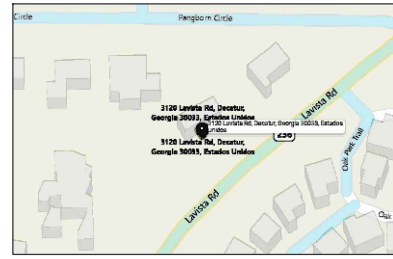 Circle
Pangborn Circle
3120 Lavista Rd, Decatur,
Georgia 30033, Estados Unidos
3120 Lavista Rd, Decatur, Georgia 30033, Estados
Unidos
236
3120 Lavista Rd, Decatur,
Georgia 30033, Estados Unidos
Lavista Rd
Lavista Rd
Oak Park Trail
Oak